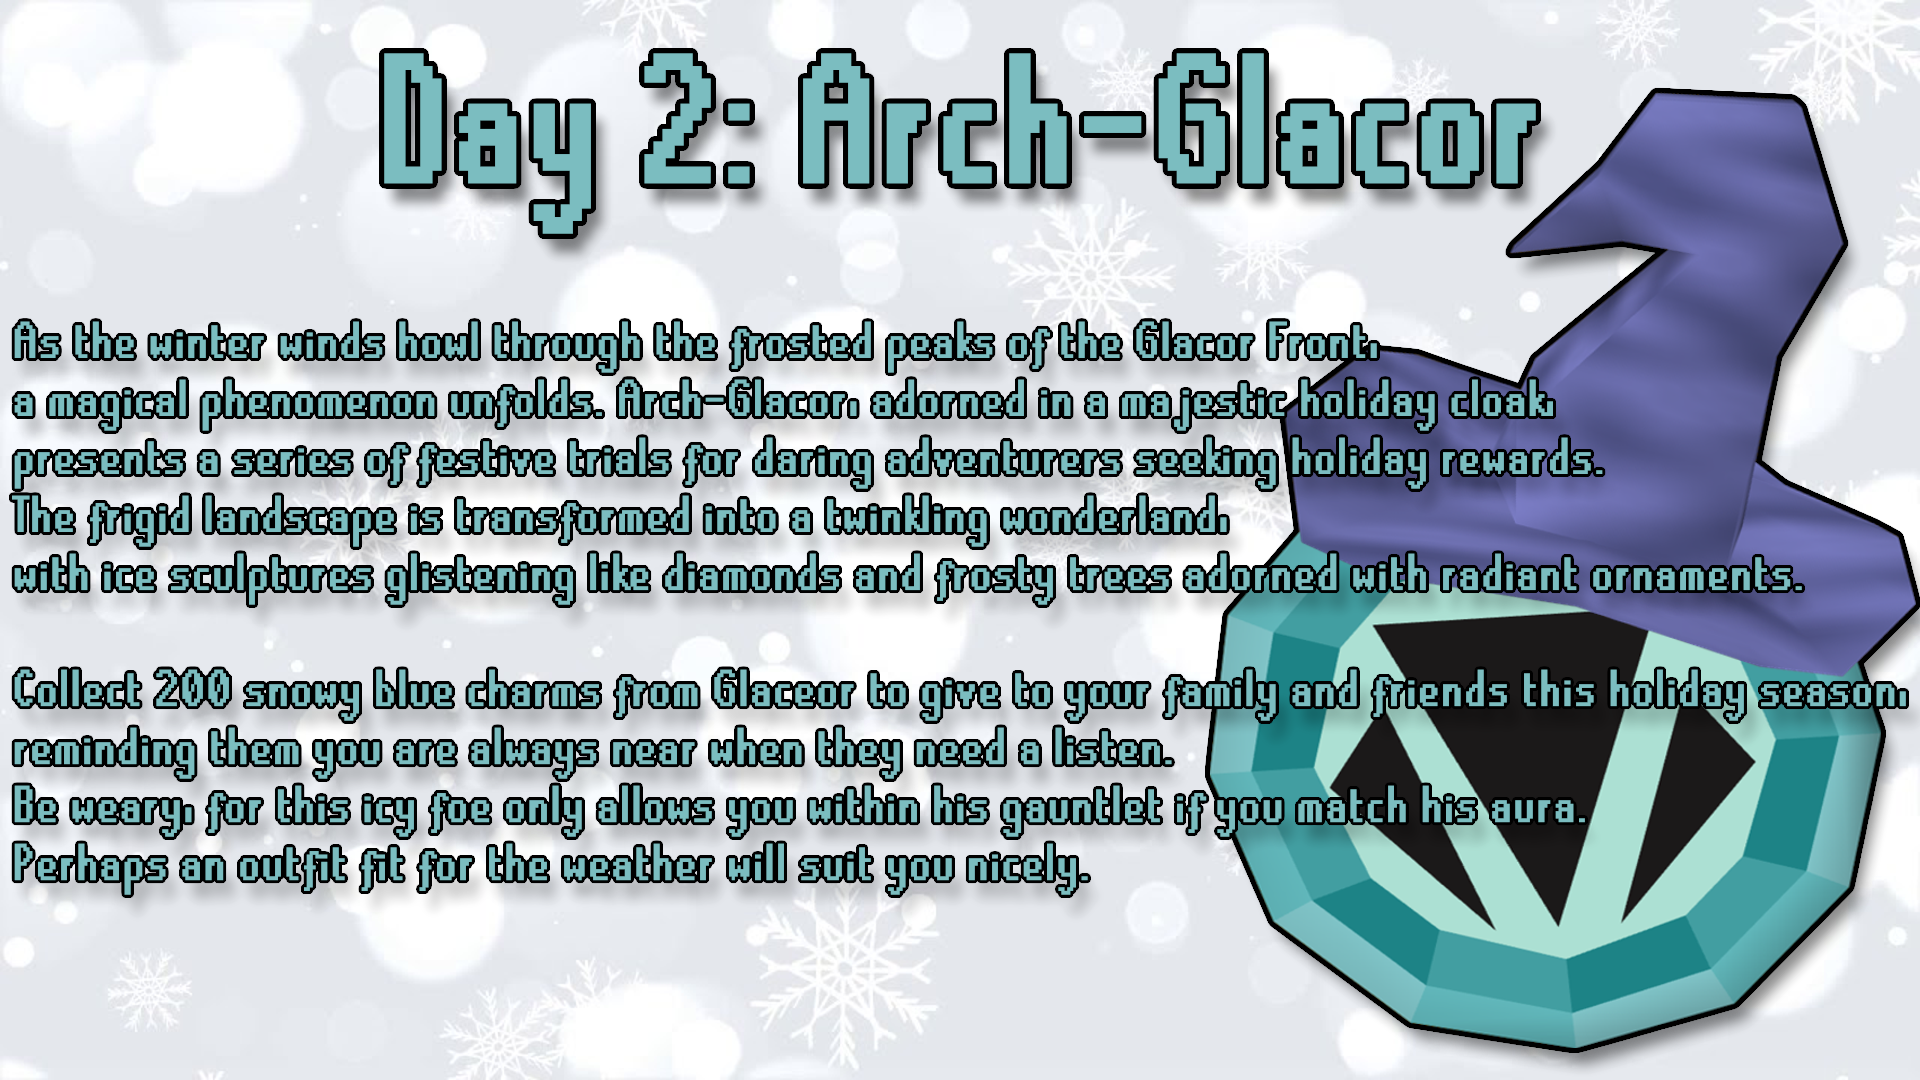 Day 2: Arch-Glacor
As the winter winds howl through the frosted peaks of the Glacor Front,
a magical phenomenon unfolds. Arch-Glacor, adorned in a majestic holiday cloak,
presents a series of festive trials for daring adventurers seeking holiday rewards.
The frigid landscape is transformed into a twinkling wonderland,
with ice sculptures glistening like diamonds and frosty trees adorned with radiant ornaments.
Collect 200 snowy blue charms from Glaceor to give to your family and friends this holiday season,
reminding them you are always near when they need a listen.
Be weary, for this icy foe only allows you within his gauntlet if you match his aura.
Perhaps an outfit fit for the weather will suit you nicely.